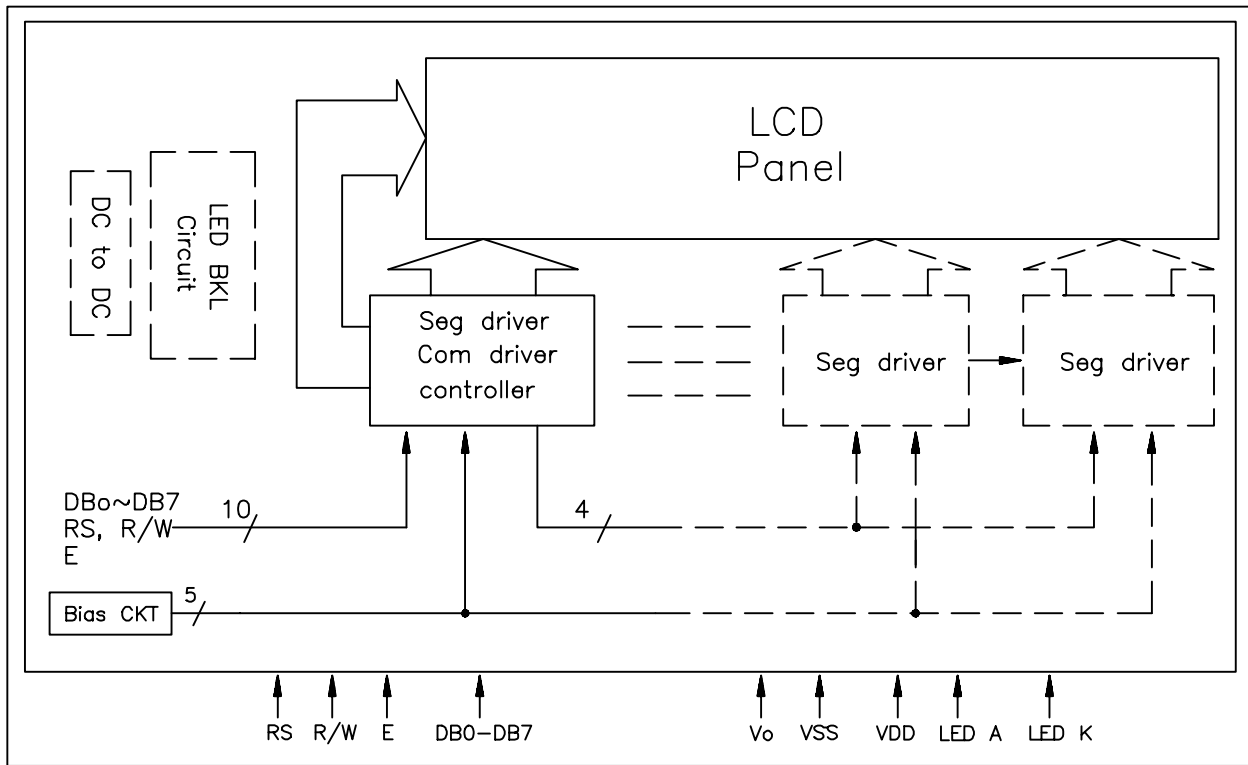 LCD
Panel
DC to DC
LED BKL
Circuit
Seg driver
Com driver
controller
Seg driver
Seg driver
DBo~DB7
RS, R/W
E
10
4
Bias CKT
5
RS
R/W
E
DB0-DB7
Vo
VSS
VDD
LED A
LED K